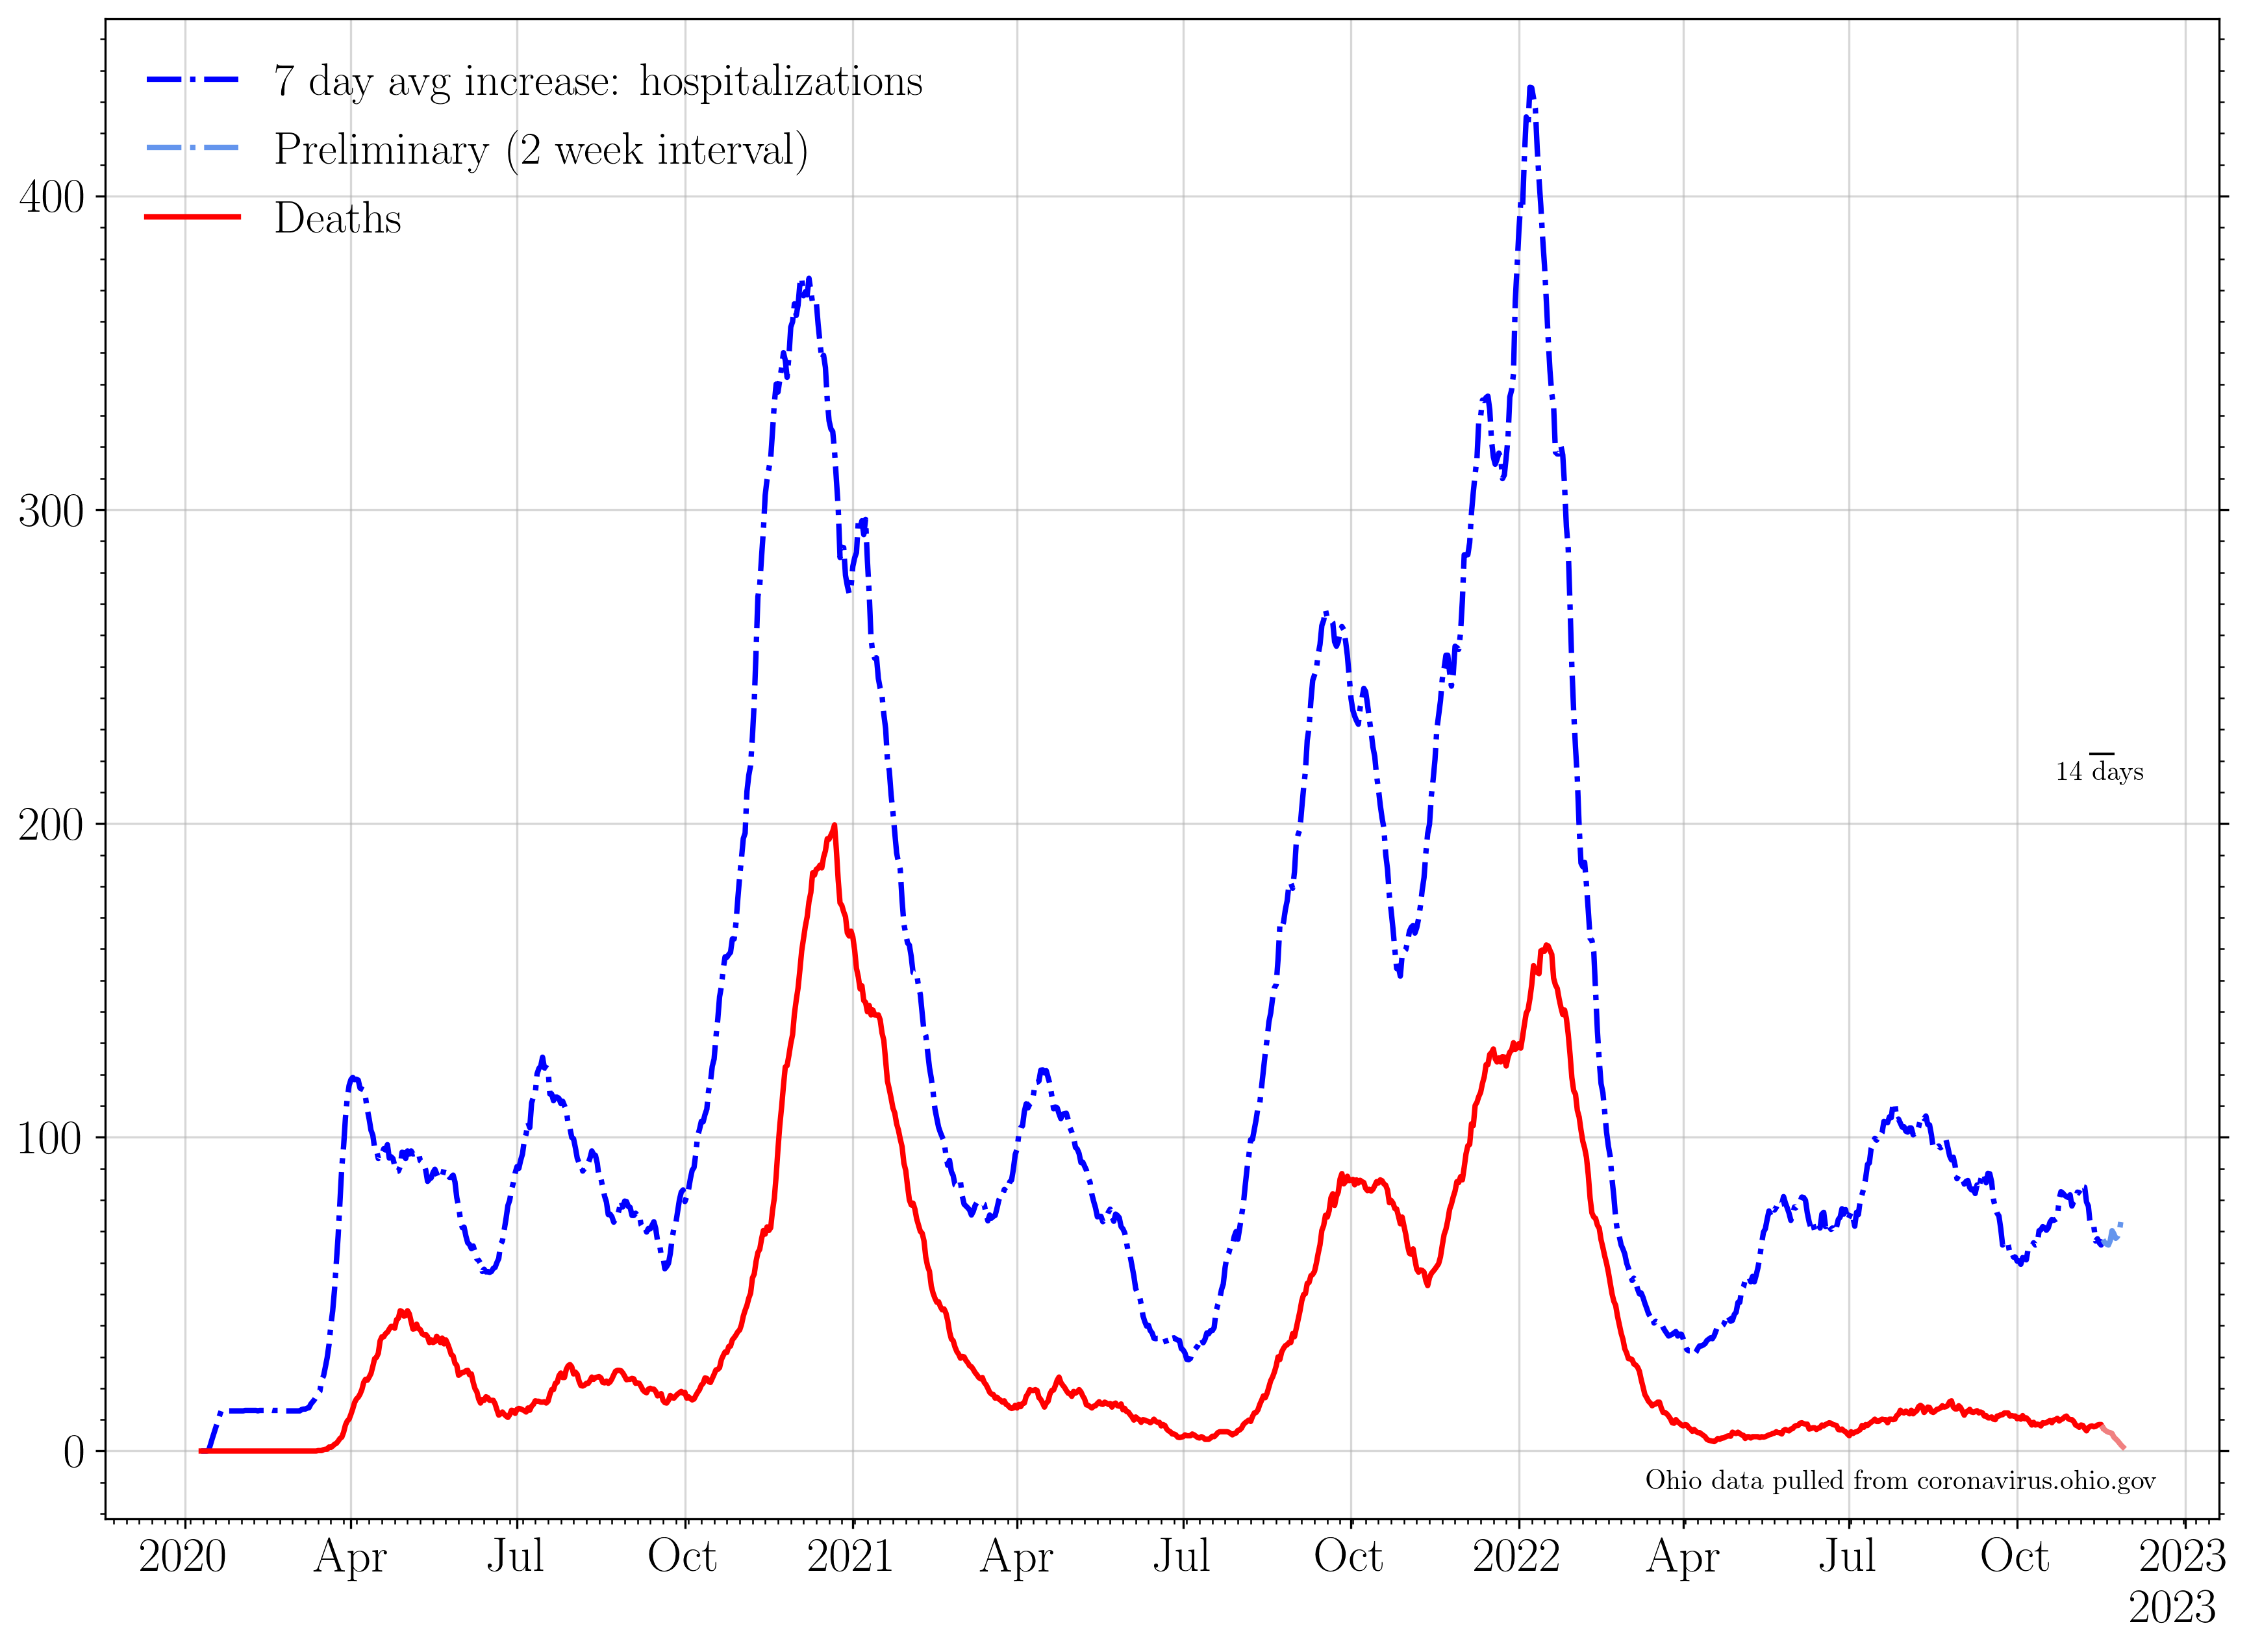 7 day avg increase: hospitalizations
Preliminary (2 week interval)
Deaths
400
300
200
100
0
14 days
Ohio data pulled from coronavirus.ohio.gov
2020 Apr Jul Oct 2021 Apr Jul Oct 2022 Apr Jul Oct 2023
2023